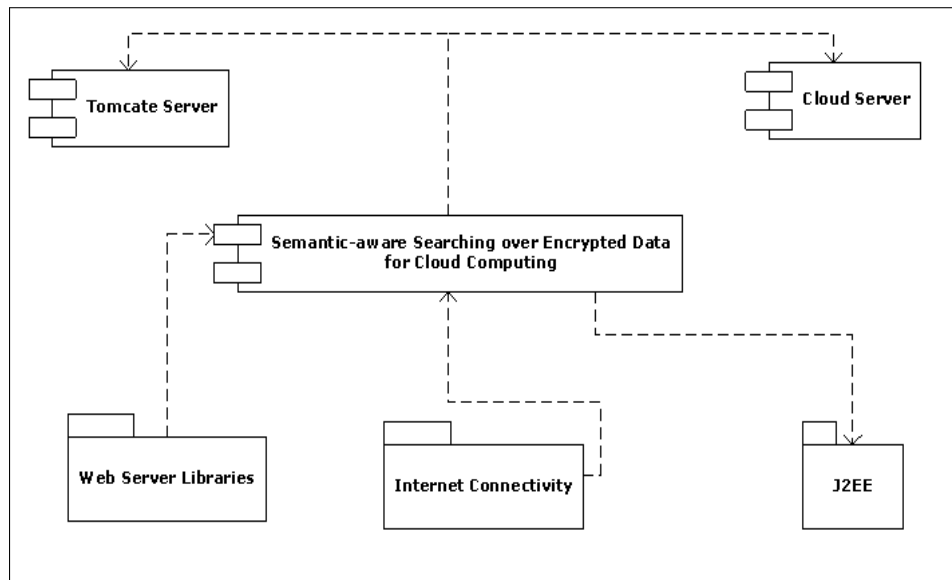 Tomcate Server
Cloud Server
Semantic-aware Searching over Encrypted Data
for Cloud Computing
Web Server Libraries
Internet Connectivity
J2EE